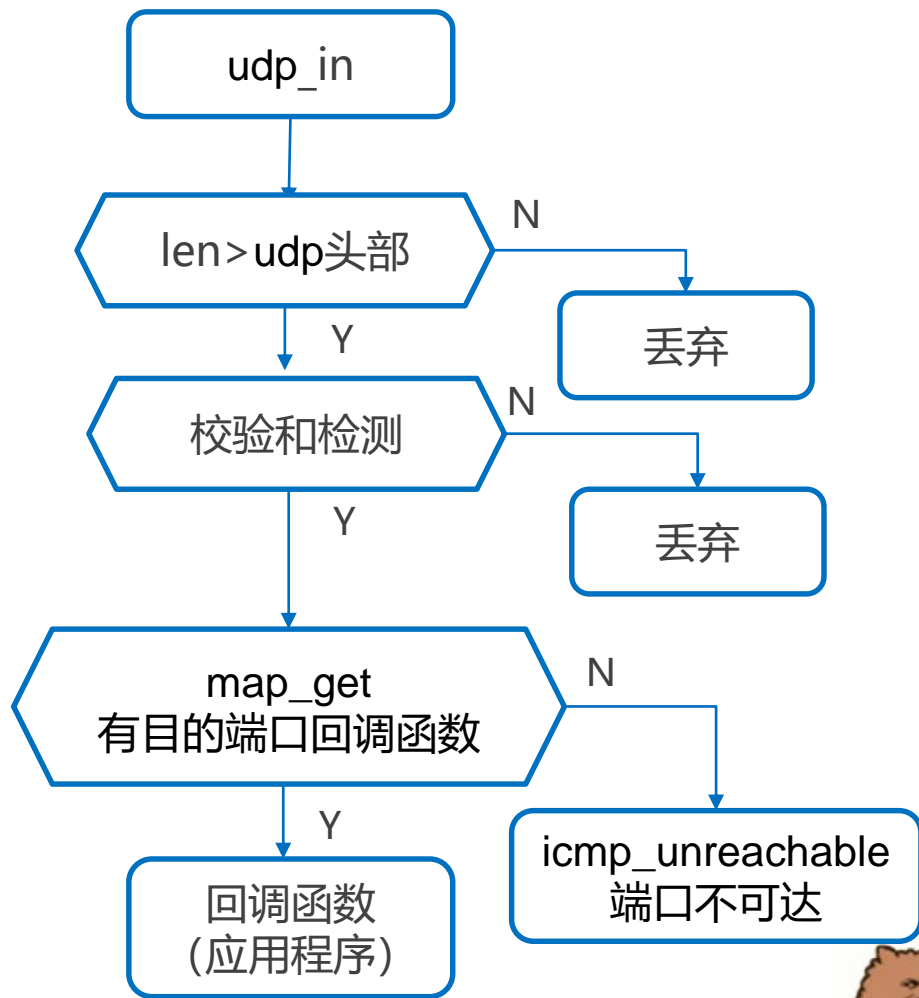 udp_in
len>udp头部
N
丢弃
Y
校验和检测
N
丢弃
Y
map_get
有目的端口回调函数
N
icmp_unreachable
端口不可达
Y
回调函数
（应用程序）